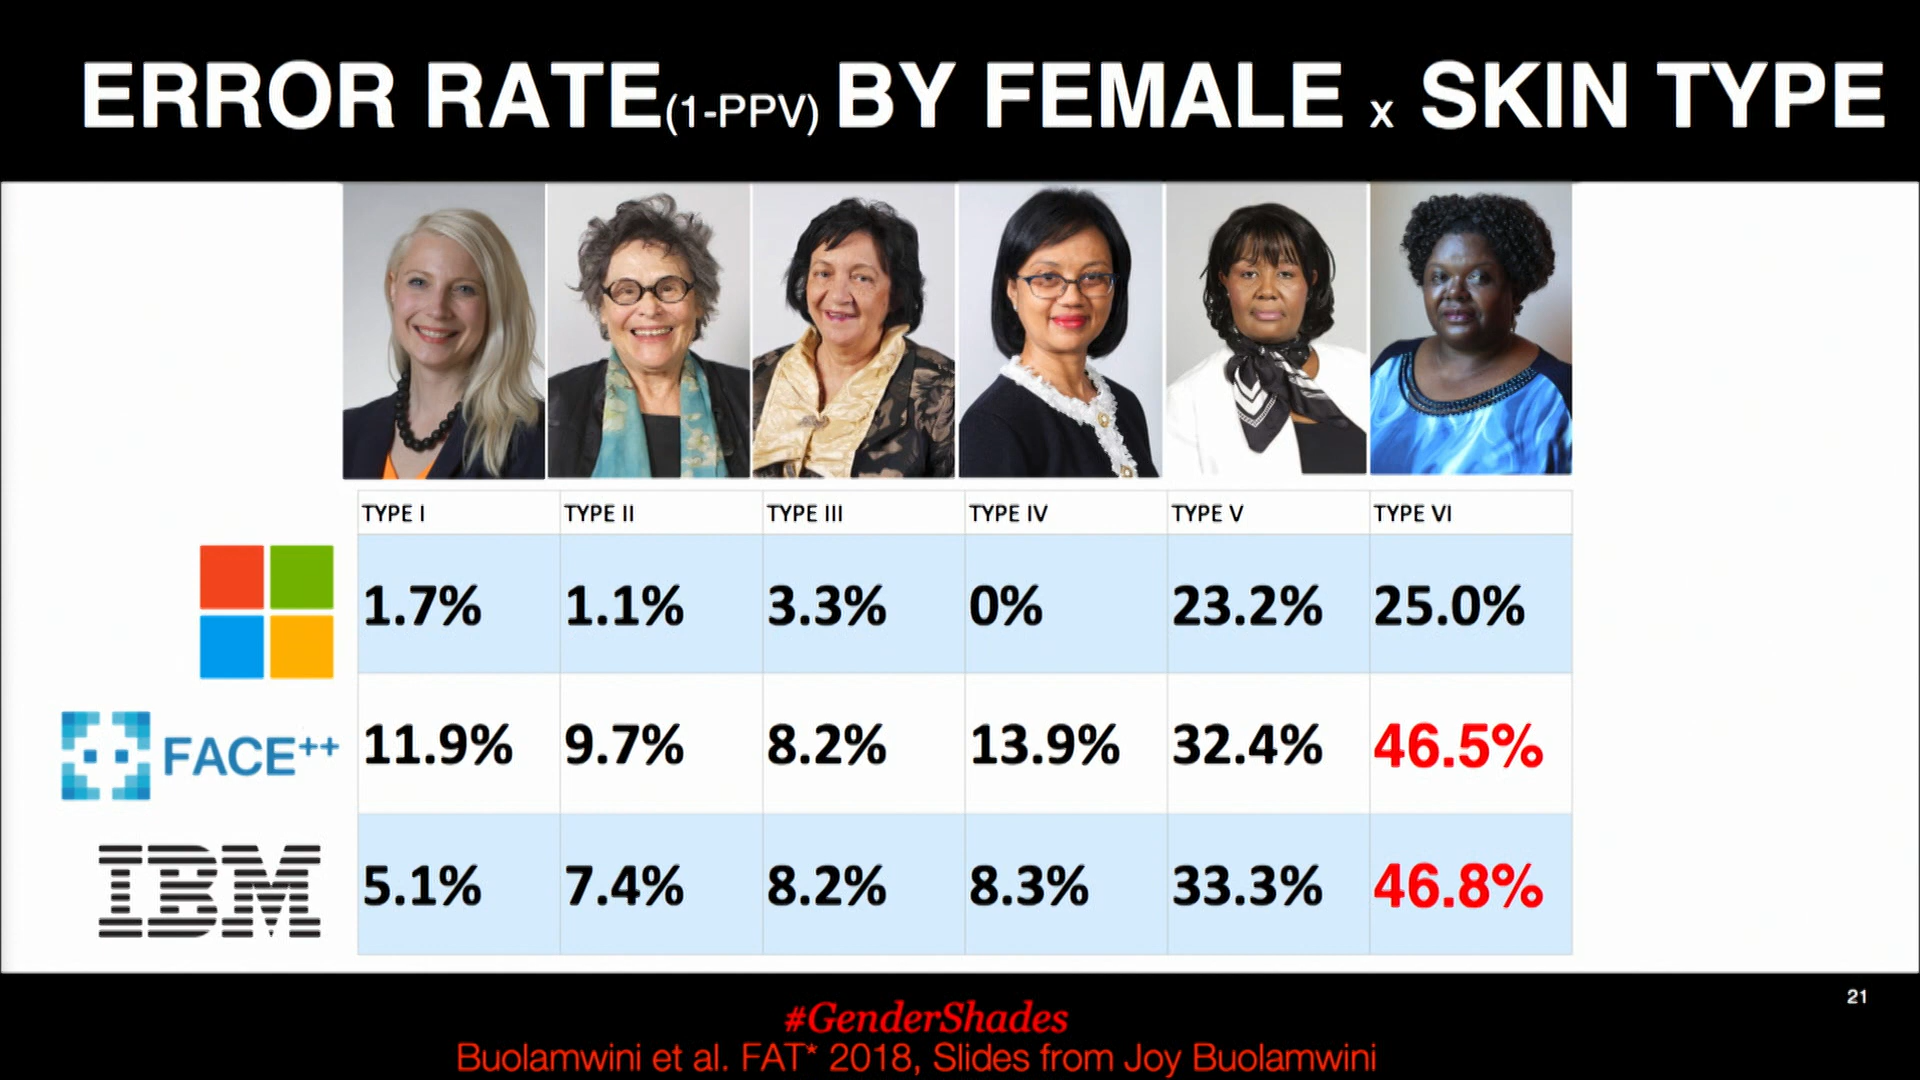 ERROR RATE(1-PPV) BY FEMALE x SKIN TYPE
TYPE I TYPE II TYPE III TYPE IV TYPE V TYPE VI
1.7% 1.1% 3.3% 0% 23.2% 25.0%
FACE++ 11.9% 9.7% 8.2% 13.9% 32.4% 46.5%
IBM 5.1% 7.4% 8.2% 8.3% 33.3% 46.8%
21
#GenderShades
Buolamwini et al. FAT* 2018, Slides from Joy Buolamwini